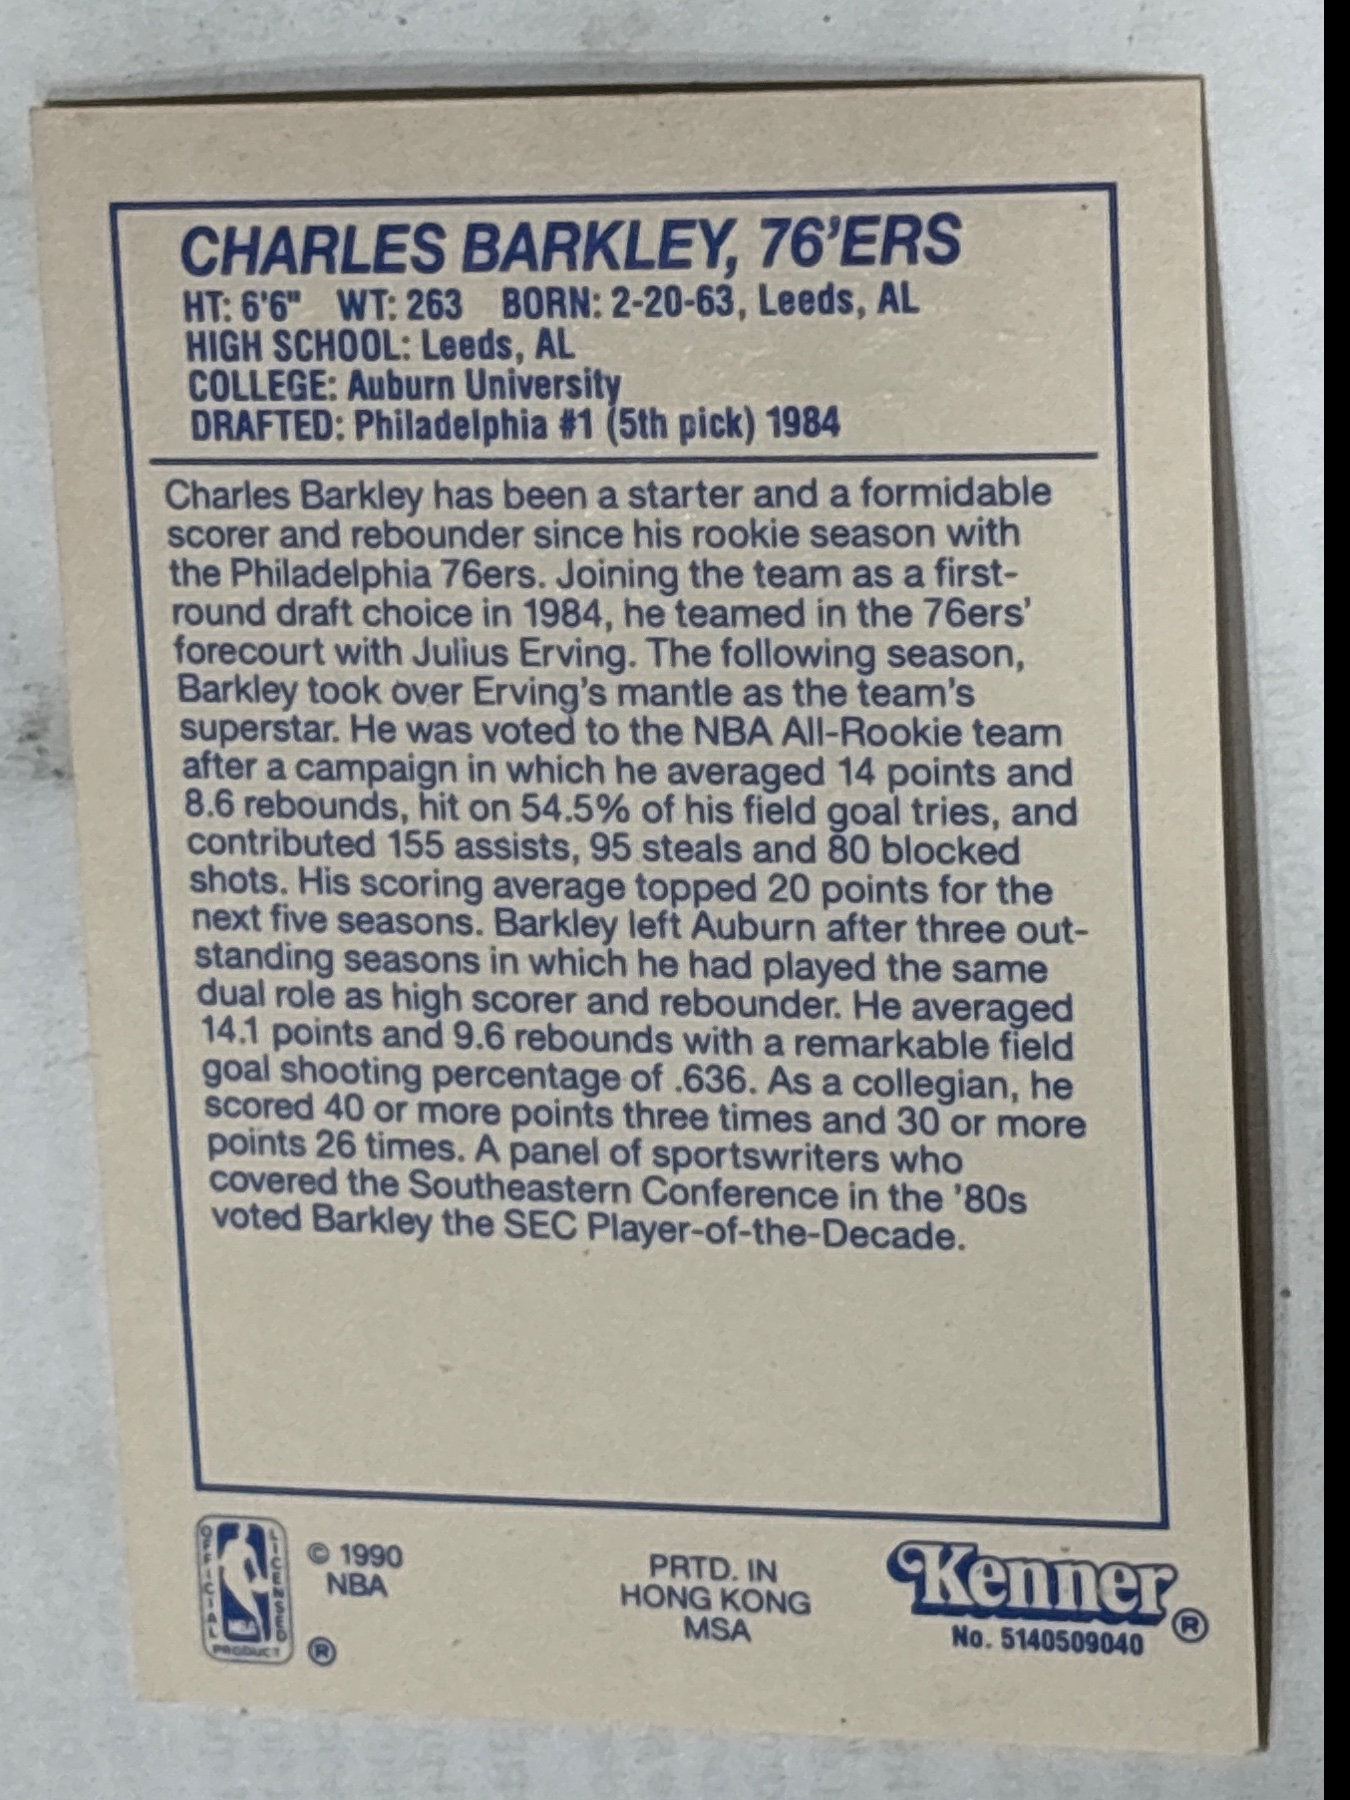 CHARLES BARKLEY, 76'ERS
HT: 6'6" WT: 263 BORN: 2-20-63, Leeds, AL
HIGH SCHOOL: Leeds, AL
COLLEGE: Auburn University
DRAFTED: Philadelphia #1 (5th pick) 1984
Charles Barkley has been a starter and a formidable
scorer and rebounder since his rookie season with
the Philadelphia 76ers. Joining the team as a first-
round draft choice in 1984, he teamed in the 76ers'
forecourt with Julius Erving. The following season,
Barkley took over Erving's mantle as the team's
superstar. He was voted to the NBA All-Rookie team
after a campaign in which he averaged 14 points and
8.6 rebounds, hit on 54.5% of his field goal tries, and
contributed 155 assists, 95 steals and 80 blocked
shots. His scoring average topped 20 points for the
next five seasons. Barkley left Auburn after three out-
standing seasons in which he had played the same
dual role as high scorer and rebounder. He averaged
14.1 points and 9.6 rebounds with a remarkable field
goal shooting percentage of .636. As a collegian, he
scored 40 or more points three times and 30 or more
points 26 times. A panel of sportswriters who
covered the Southeastern Conference in the '80s
voted Barkley the SEC Player-of-the-Decade.
OFFICIAL LICENSED
PRODUCT
®
© 1990
NBA
PRTD. IN
HONG KONG
MSA
Kenner®
No. 5140509040